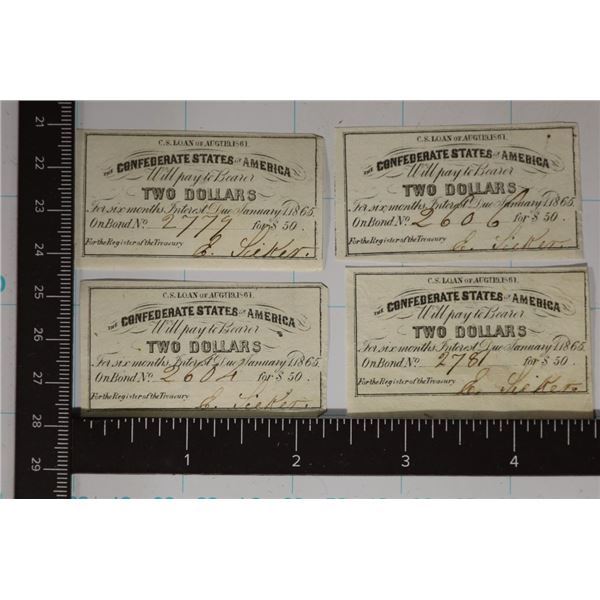 C.S. LOAN OF AUG.T 19, 1861.
THE CONFEDERATE STATES OF AMERICA
Will pay to Bearer
TWO DOLLARS
For six months Interest Due January 1, 1865.
On Bond No. 2779 for $ 50.
For the Register of the Treasury E. Sieker.
C.S. LOAN OF AUG.T 19, 1861.
THE CONFEDERATE STATES OF AMERICA
Will pay to Bearer
TWO DOLLARS
For six months Interest Due January 1, 1865.
On Bond No. 2606 for $ 50.
For the Register of the Treasury E. Sieker.
C.S. LOAN OF AUG.T 19, 1861.
THE CONFEDERATE STATES OF AMERICA
Will pay to Bearer
TWO DOLLARS
For six months Interest Due January 1, 1865.
On Bond No. 2604 for $ 50.
For the Register of the Treasury E. Sieker.
C.S. LOAN OF AUG.T 19, 1861.
THE CONFEDERATE STATES OF AMERICA
Will pay to Bearer
TWO DOLLARS
For six months Interest Due January 1, 1865.
On Bond No. 2781 for $ 50.
For the Register of the Treasury E. Sieker.
21
22
23
24
25
26
27
28
29
1 2 3 4